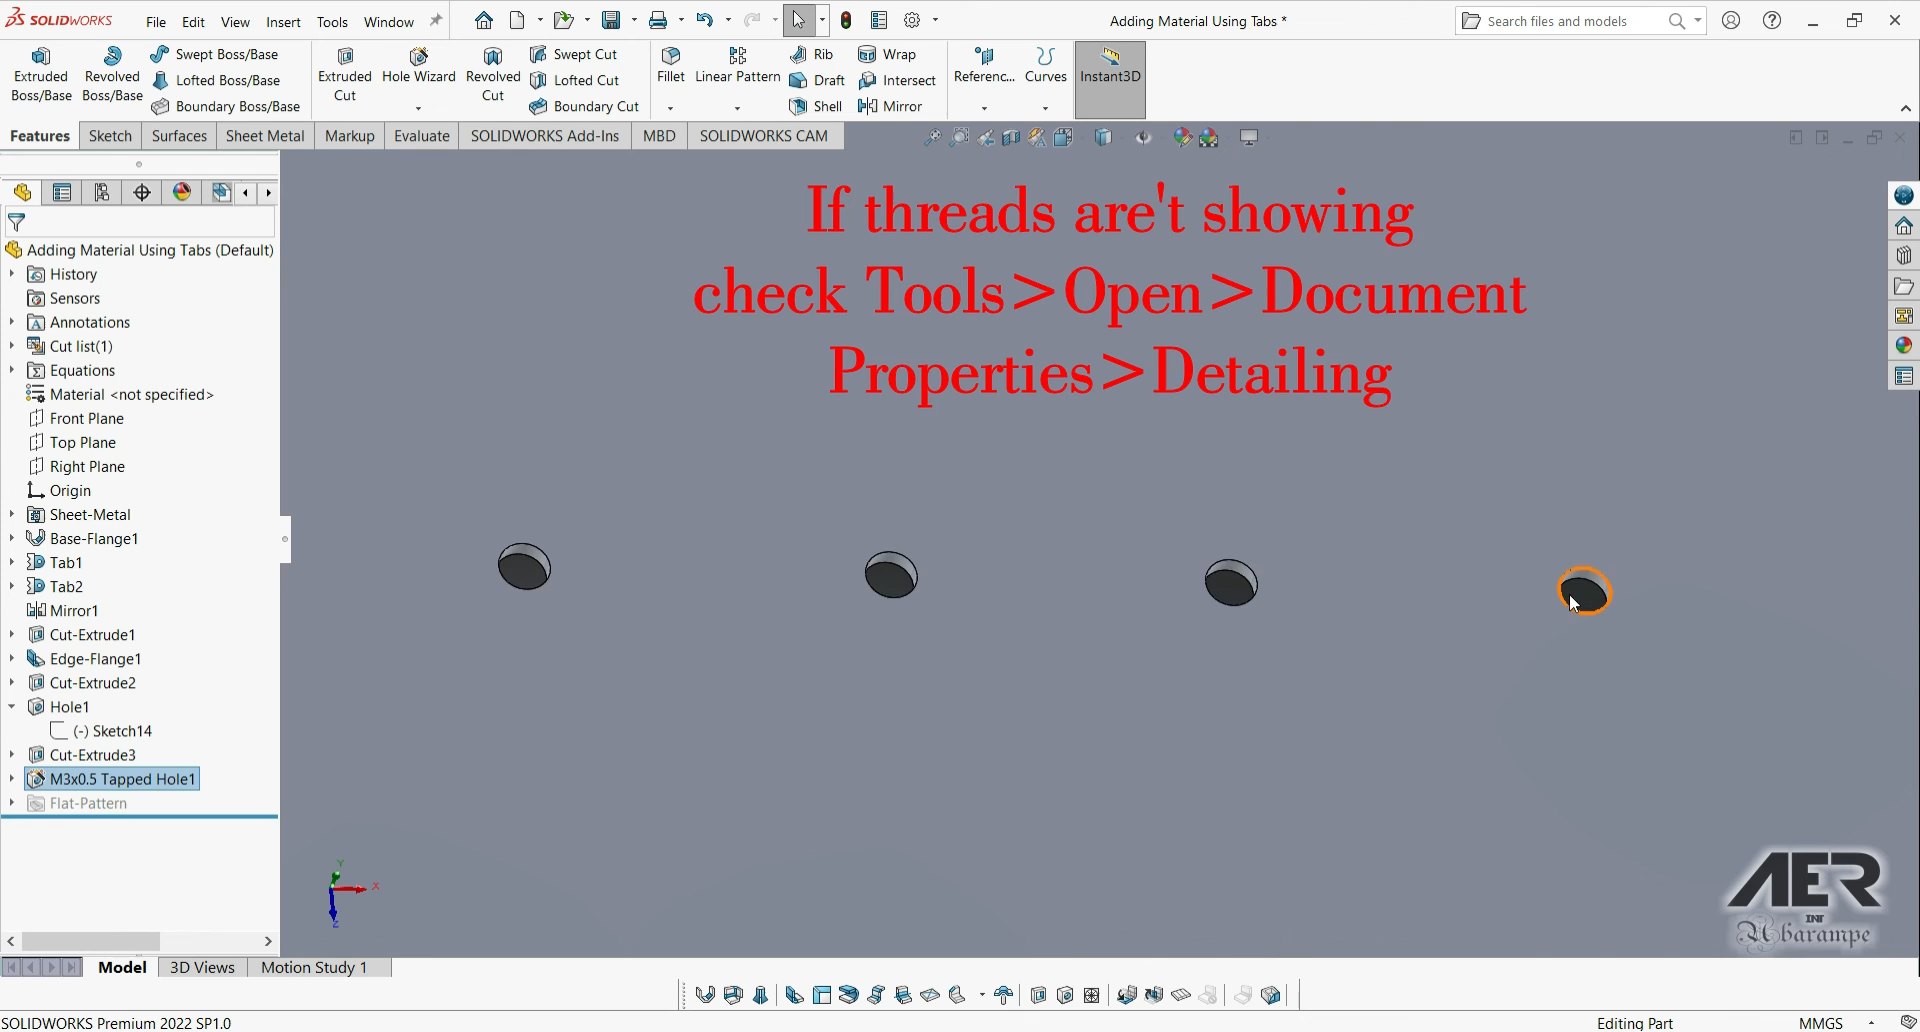 SOLIDWORKS File Edit View Insert Tools Window
Adding Material Using Tabs *
Search files and models
Extruded Boss/Base
Revolved Boss/Base
Swept Boss/Base
Lofted Boss/Base
Boundary Boss/Base
Extruded Cut
Hole Wizard
Revolved Cut
Swept Cut
Lofted Cut
Boundary Cut
Fillet
Linear Pattern
Rib
Draft
Shell
Wrap
Intersect
Mirror
Referenc...
Curves
Instant3D
Features Sketch Surfaces Sheet Metal Markup Evaluate SOLIDWORKS Add-Ins MBD SOLIDWORKS CAM
If threads are't showing
check Tools>Open>Document
Properties>Detailing
Adding Material Using Tabs (Default)
History
Sensors
Annotations
Cut list(1)
Equations
Material <not specified>
Front Plane
Top Plane
Right Plane
Origin
Sheet-Metal
Base-Flange1
Tab1
Tab2
Mirror1
Cut-Extrude1
Edge-Flange1
Cut-Extrude2
Hole1
(-) Sketch14
Cut-Extrude3
M3x0.5 Tapped Hole1
Flat-Pattern
Y
X
Z
AER
INT
Abarampe
Model 3D Views Motion Study 1
SOLIDWORKS Premium 2022 SP1.0
Editing Part
MMGS